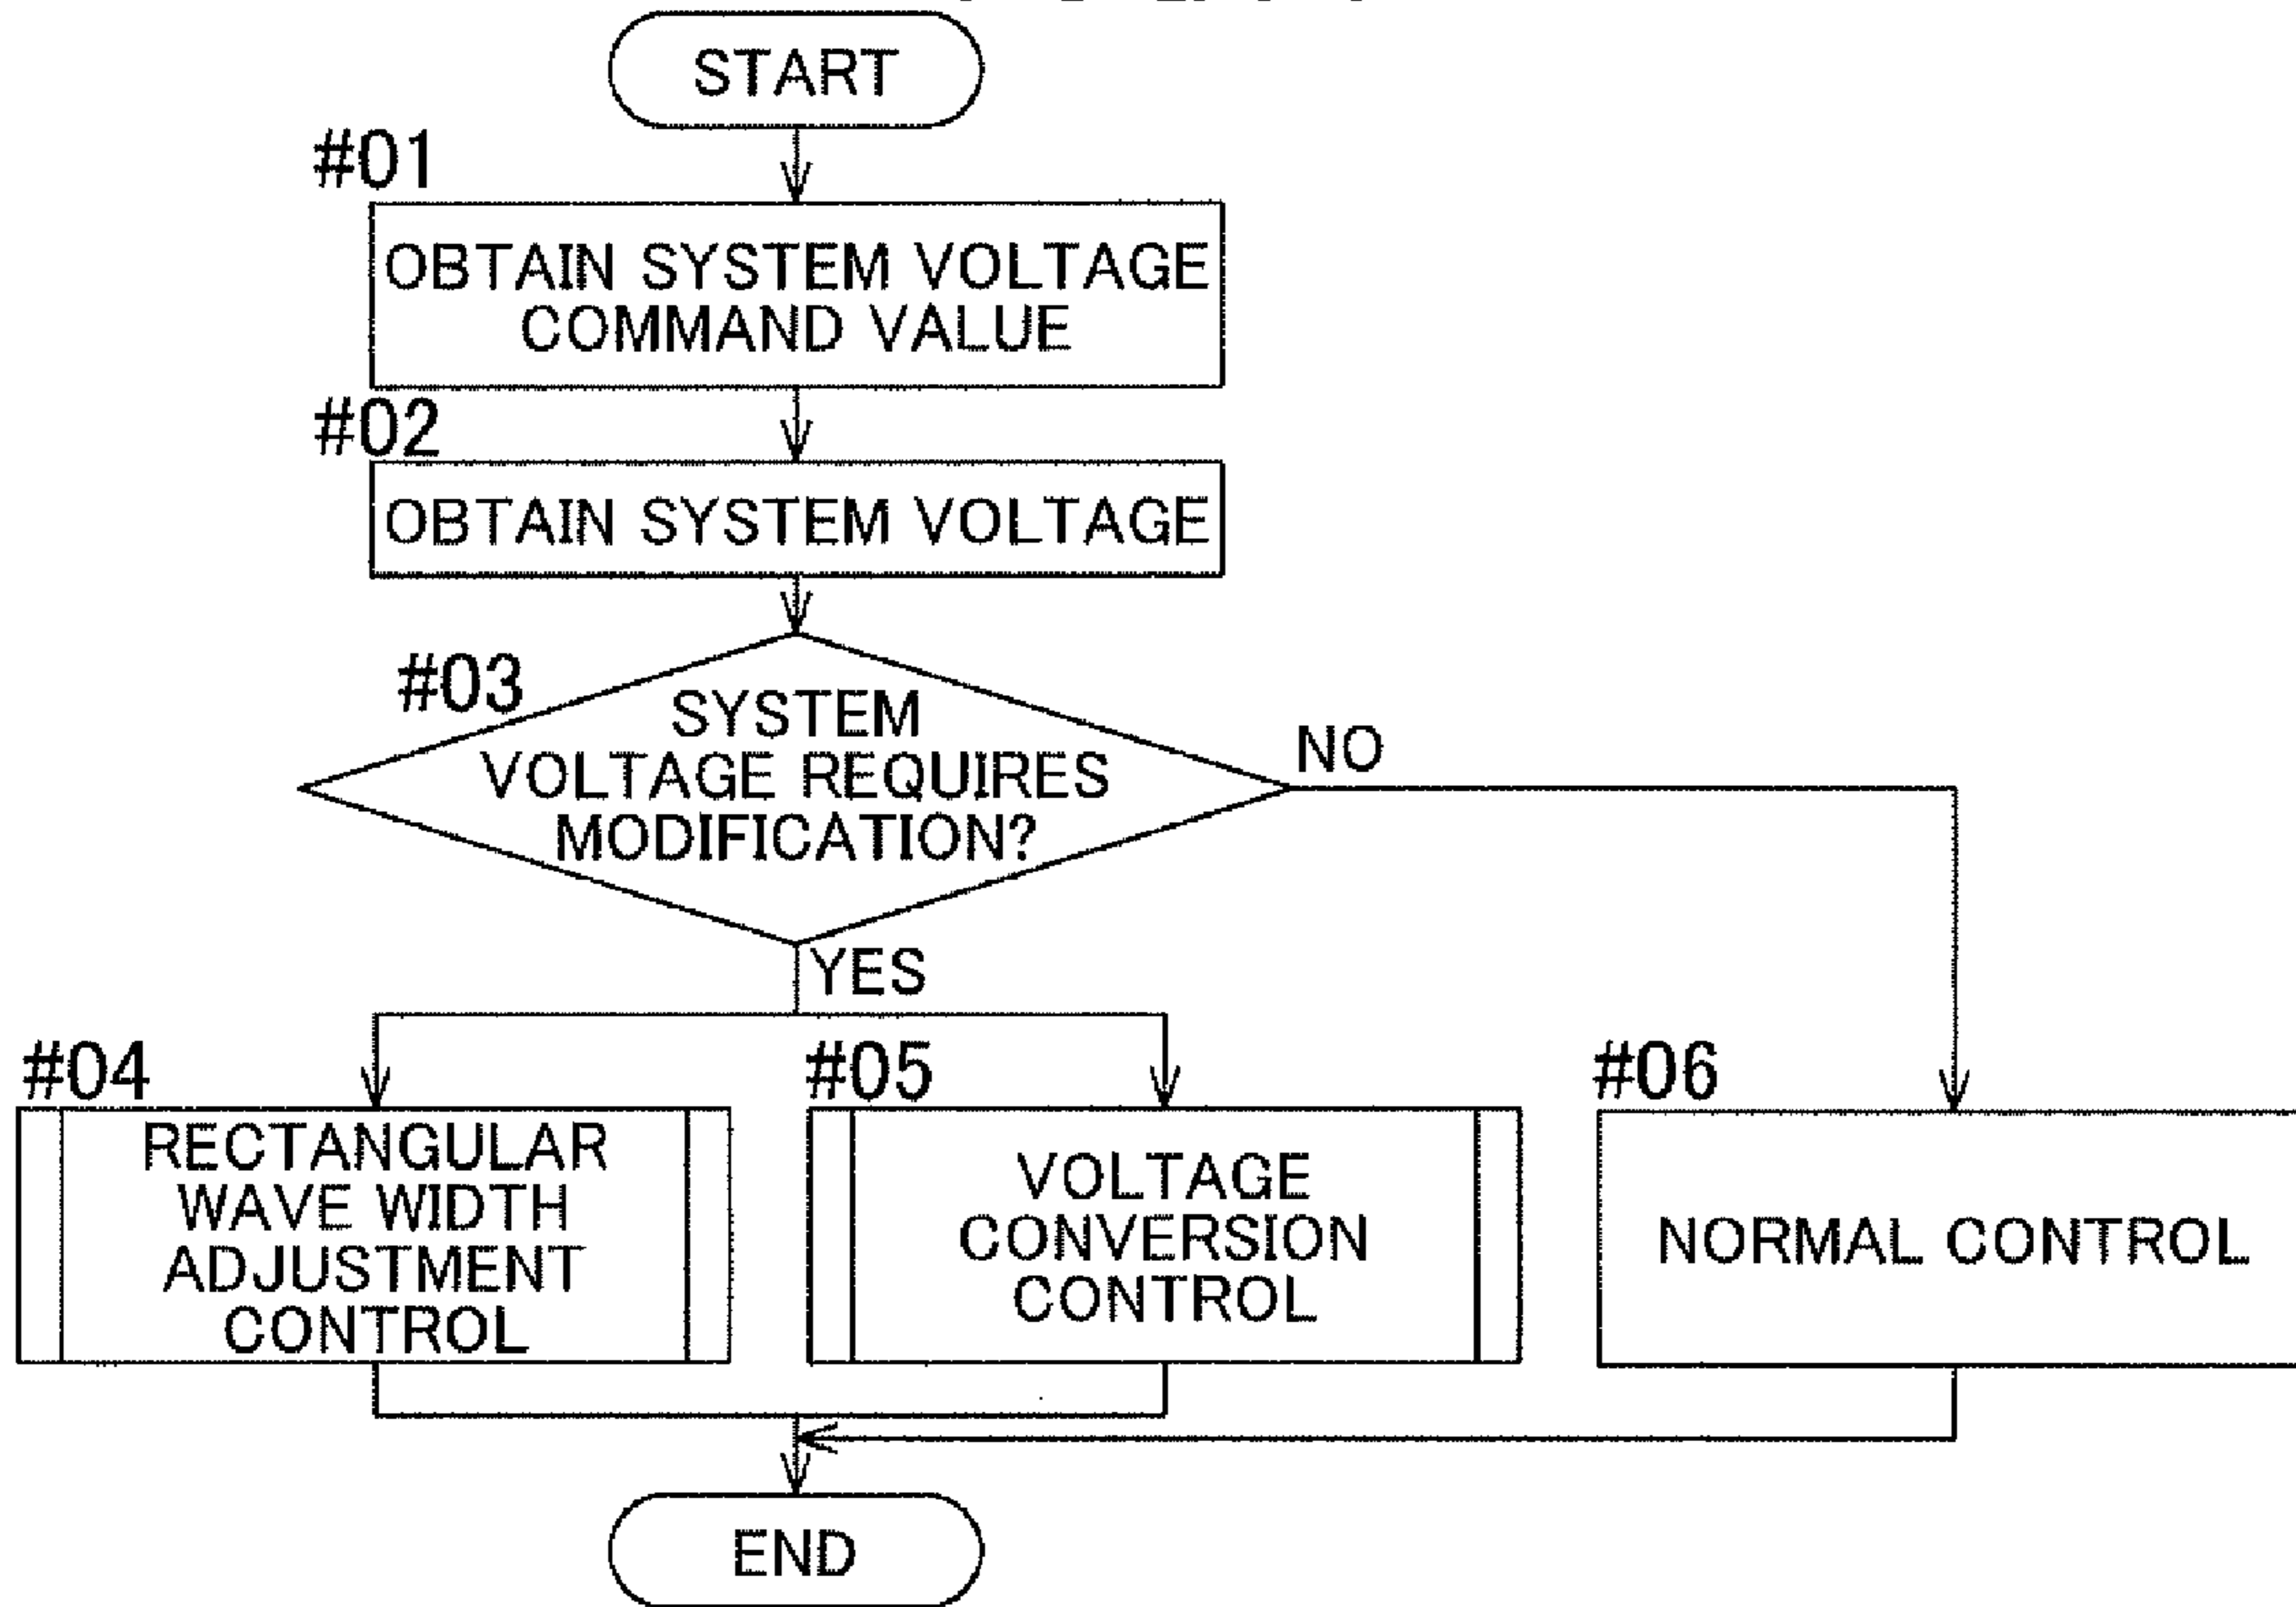 START
#01
OBTAIN SYSTEM VOLTAGE
COMMAND VALUE
#02
OBTAIN SYSTEM VOLTAGE
#03
SYSTEM
VOLTAGE REQUIRES
MODIFICATION?
NO
YES
#04
RECTANGULAR
WAVE WIDTH
ADJUSTMENT
CONTROL
#05
VOLTAGE
CONVERSION
CONTROL
#06
NORMAL CONTROL
END